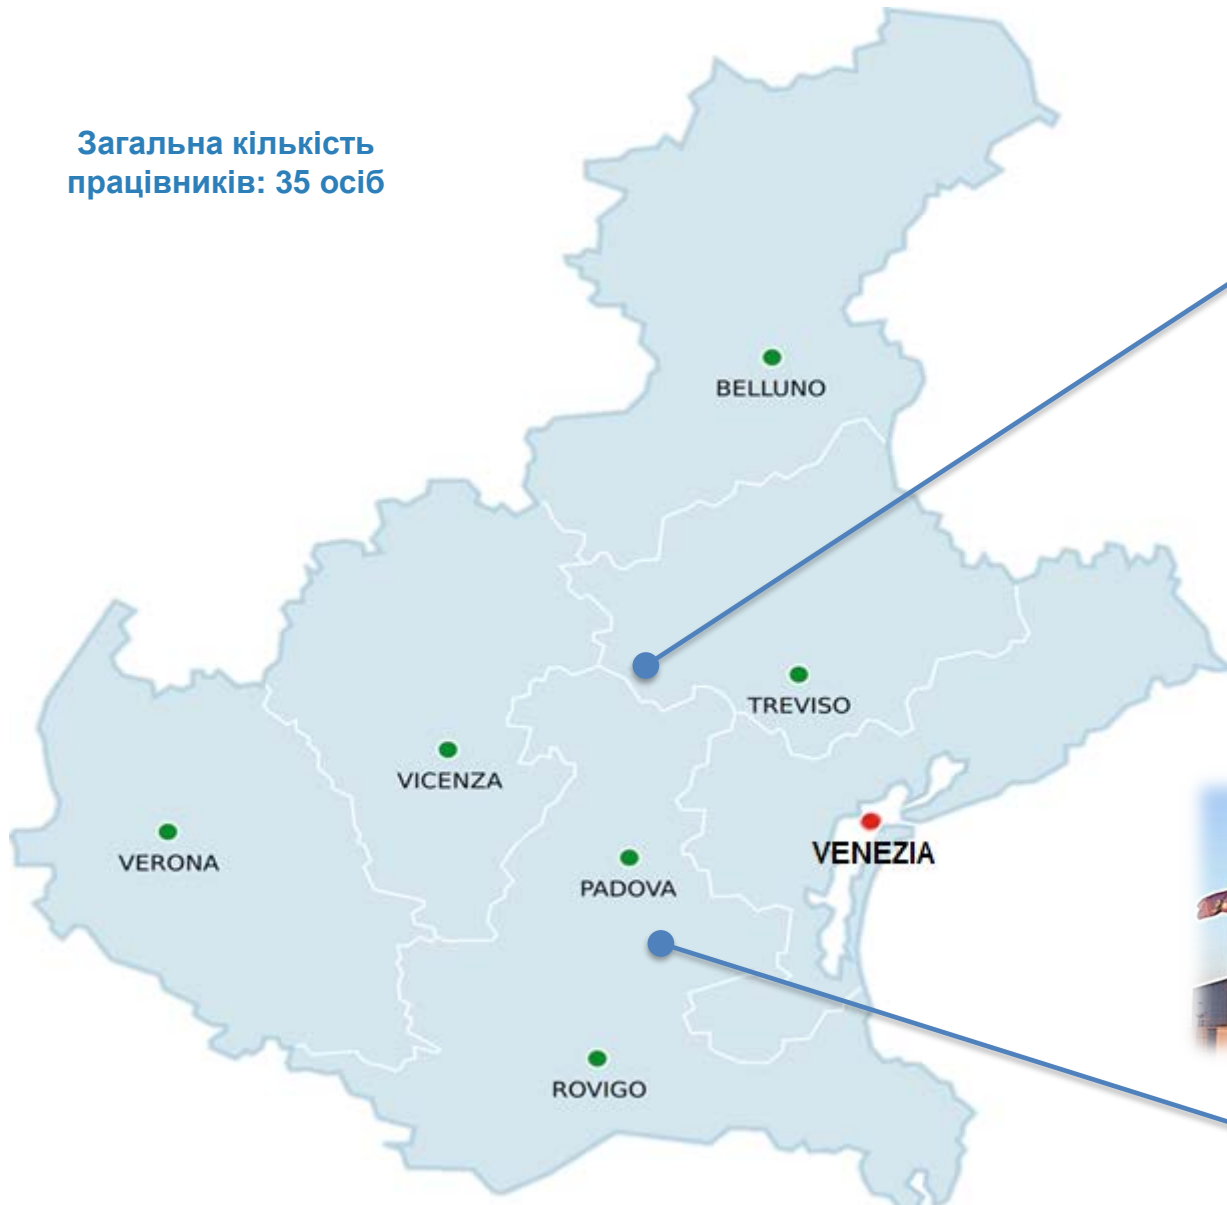 Загальна кількість
працівників: 35 осіб
BELLUNO
TREVISO
VICENZA
VERONA
VENEZIA
PADOVA
ROVIGO